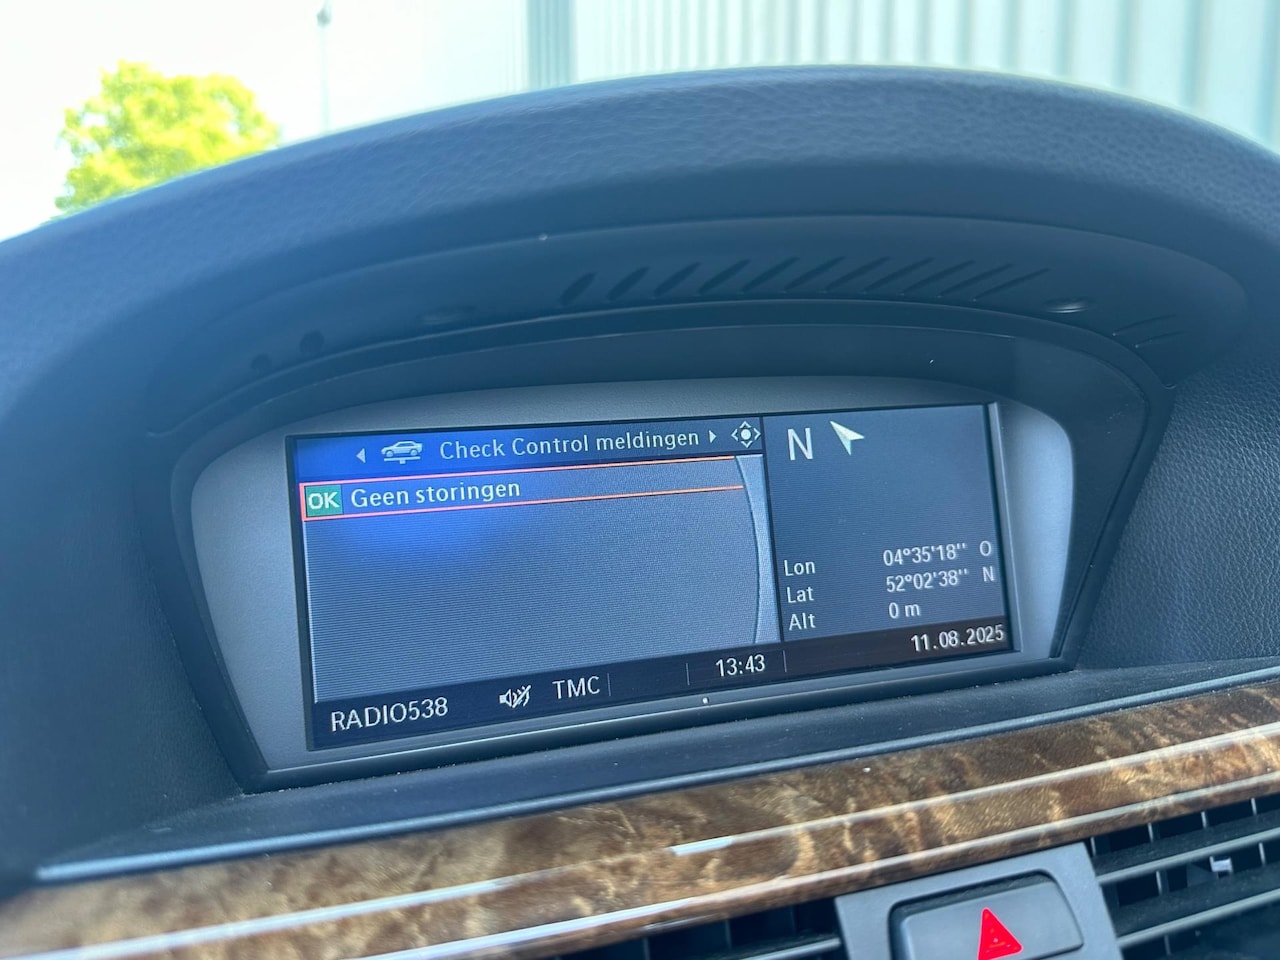 Check Control meldingen
OK Geen storingen
N
Lon 04°35'18'' O
Lat 52°02'38'' N
Alt 0 m
11.08.2025
RADIO538 TMC 13:43